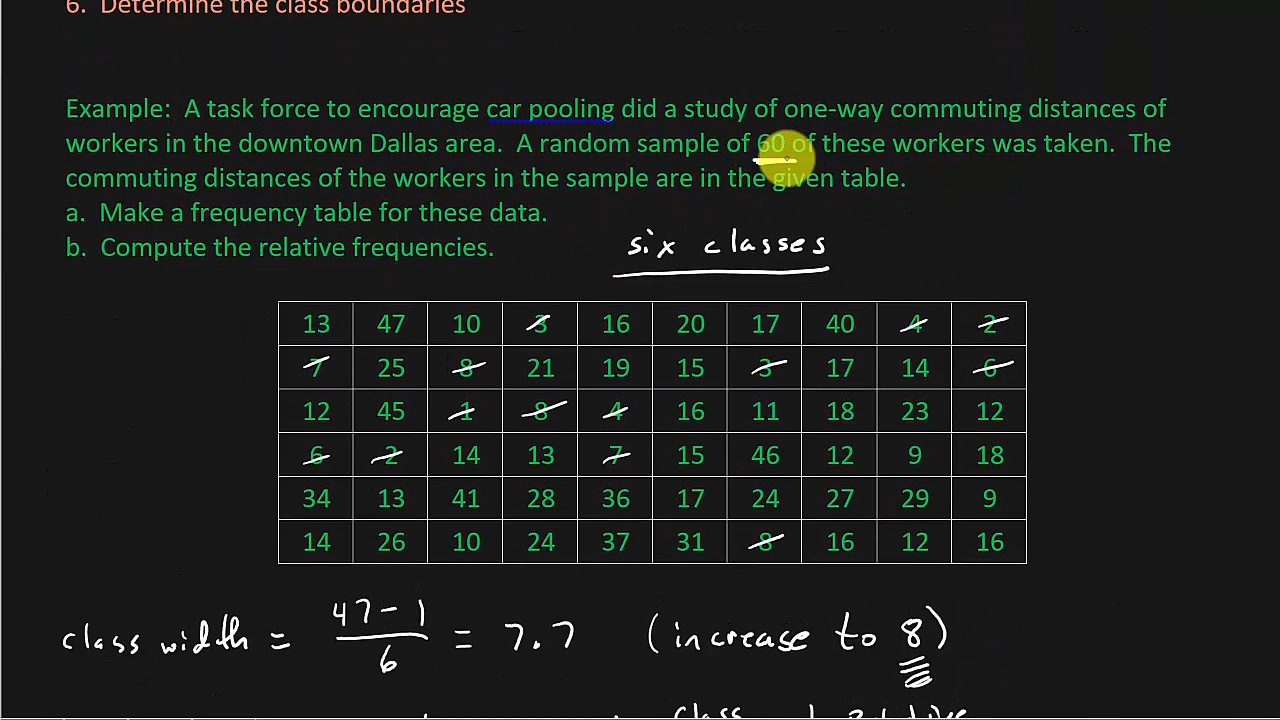 6. Determine the class boundaries
Example: A task force to encourage car pooling did a study of one-way commuting distances of
workers in the downtown Dallas area. A random sample of 60 of these workers was taken. The
commuting distances of the workers in the sample are in the given table.
a. Make a frequency table for these data.
b. Compute the relative frequencies.
six classes
13 47 10 3 16 20 17 40 4 2
7 25 8 21 19 15 3 17 14 6
12 45 1 8 4 16 11 18 23 12
6 2 14 13 7 15 46 12 9 18
34 13 41 28 36 17 24 27 29 9
14 26 10 24 37 31 8 16 12 16
class width = 47 - 1 / 6 = 7.7 (increase to 8)
class